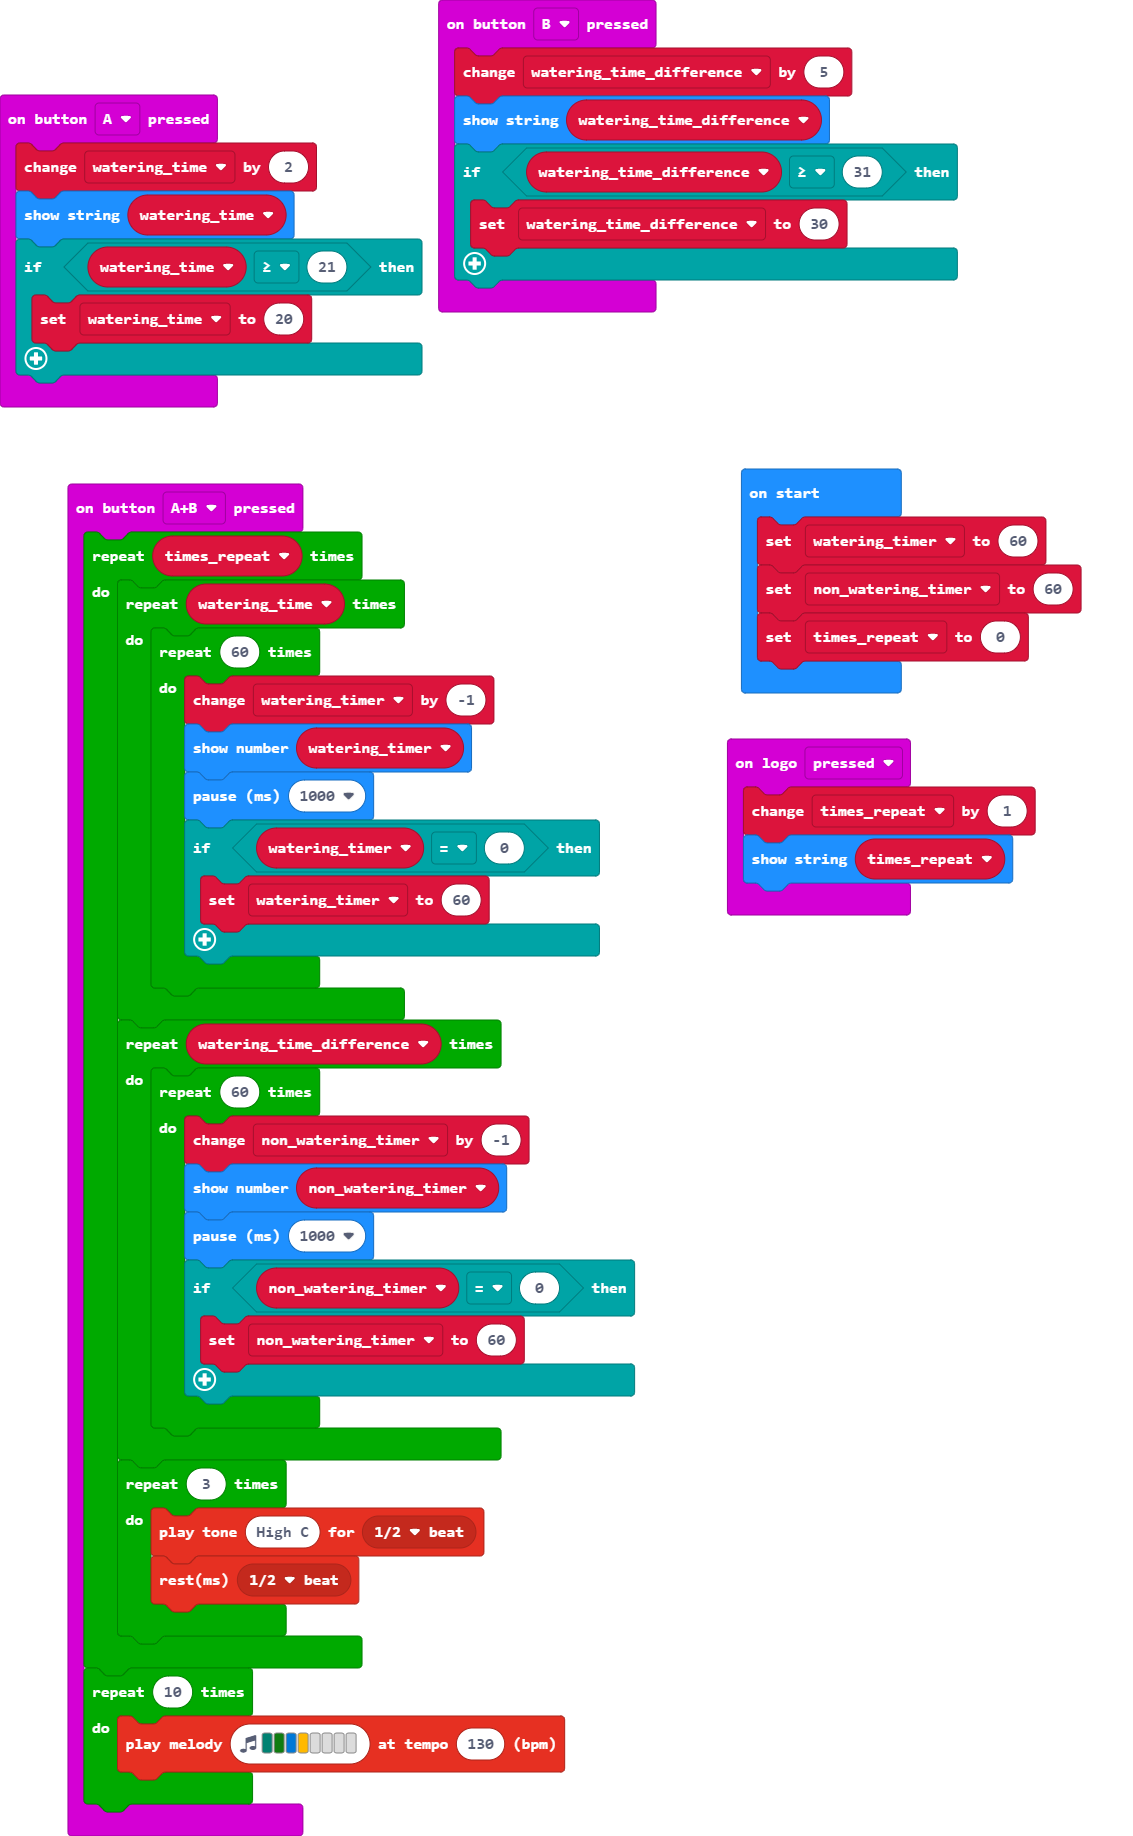 on button B pressed
change watering_time_difference by 5
show string watering_time_difference
if watering_time_difference ≥ 31 then
set watering_time_difference to 30
on button A pressed
change watering_time by 2
show string watering_time
if watering_time ≥ 21 then
set watering_time to 20
on button A+B pressed
repeat times_repeat times
do
repeat watering_time times
do
repeat 60 times
do
change watering_timer by -1
show number watering_timer
pause (ms) 1000
if watering_timer = 0 then
set watering_timer to 60
repeat watering_time_difference times
do
repeat 60 times
do
change non_watering_timer by -1
show number non_watering_timer
pause (ms) 1000
if non_watering_timer = 0 then
set non_watering_timer to 60
repeat 3 times
do
play tone High C for 1/2 beat
rest(ms) 1/2 beat
repeat 10 times
do
play melody at tempo 130 (bpm)
on start
set watering_timer to 60
set non_watering_timer to 60
set times_repeat to 0
on logo pressed
change times_repeat by 1
show string times_repeat